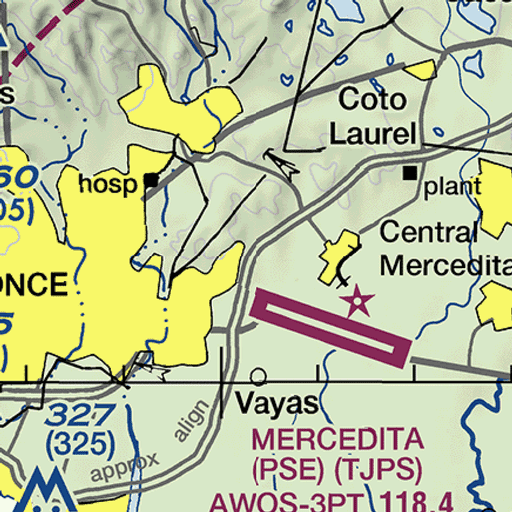 Coto
Laurel
s
60
05)
hosp
plant
Central
Mercedita
ONCE
5
)
Vayas
327
(325)
align
approx
MERCEDITA
(PSE) (TJPS)
AWOS-3PT 118.4